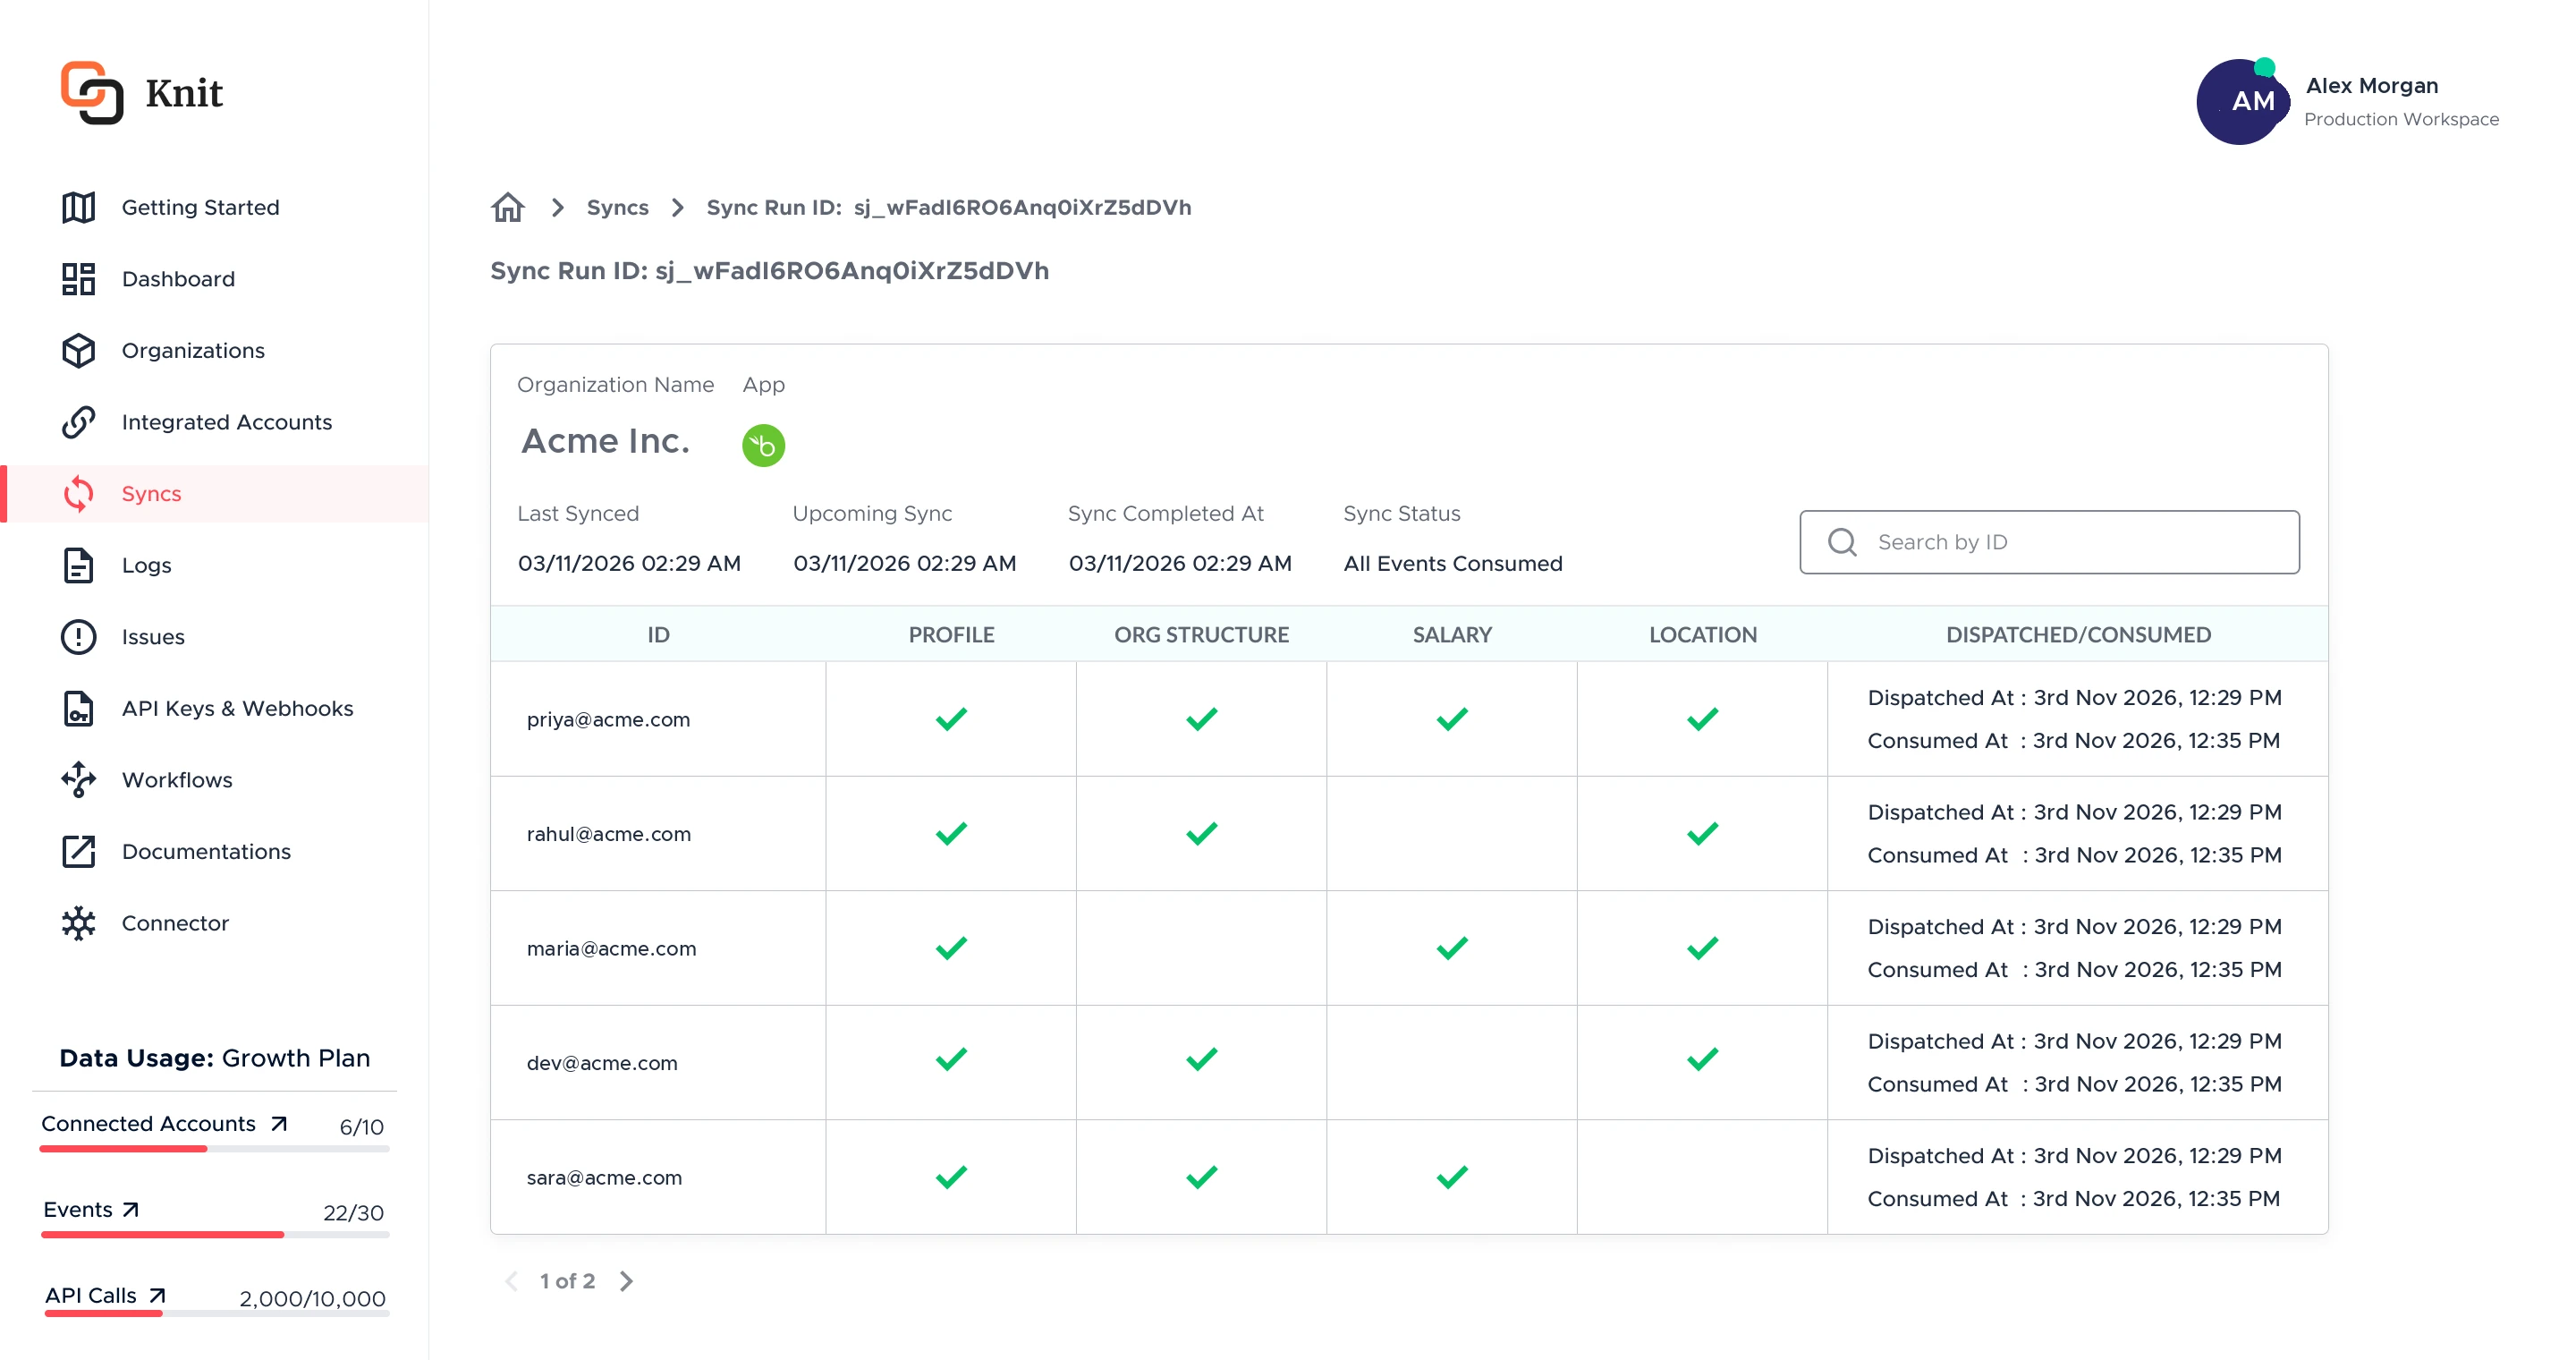 Knit
AM
Alex Morgan
Production Workspace
Getting Started
Dashboard
Organizations
Integrated Accounts
Syncs
Logs
Issues
API Keys & Webhooks
Workflows
Documentations
Connector
Data Usage: Growth Plan
Connected Accounts 6/10
Events 22/30
API Calls 2,000/10,000
Syncs Sync Run ID: sj_wFadI6RO6Anq0iXrZ5dDVh
Sync Run ID: sj_wFadI6RO6Anq0iXrZ5dDVh
Organization Name App
Acme Inc. b
Last Synced Upcoming Sync Sync Completed At Sync Status
03/11/2026 02:29 AM 03/11/2026 02:29 AM 03/11/2026 02:29 AM All Events Consumed
Search by ID
ID PROFILE ORG STRUCTURE SALARY LOCATION DISPATCHED/CONSUMED
priya@acme.com
Dispatched At : 3rd Nov 2026, 12:29 PM
Consumed At : 3rd Nov 2026, 12:35 PM
rahul@acme.com
Dispatched At : 3rd Nov 2026, 12:29 PM
Consumed At : 3rd Nov 2026, 12:35 PM
maria@acme.com
Dispatched At : 3rd Nov 2026, 12:29 PM
Consumed At : 3rd Nov 2026, 12:35 PM
dev@acme.com
Dispatched At : 3rd Nov 2026, 12:29 PM
Consumed At : 3rd Nov 2026, 12:35 PM
sara@acme.com
Dispatched At : 3rd Nov 2026, 12:29 PM
Consumed At : 3rd Nov 2026, 12:35 PM
1 of 2